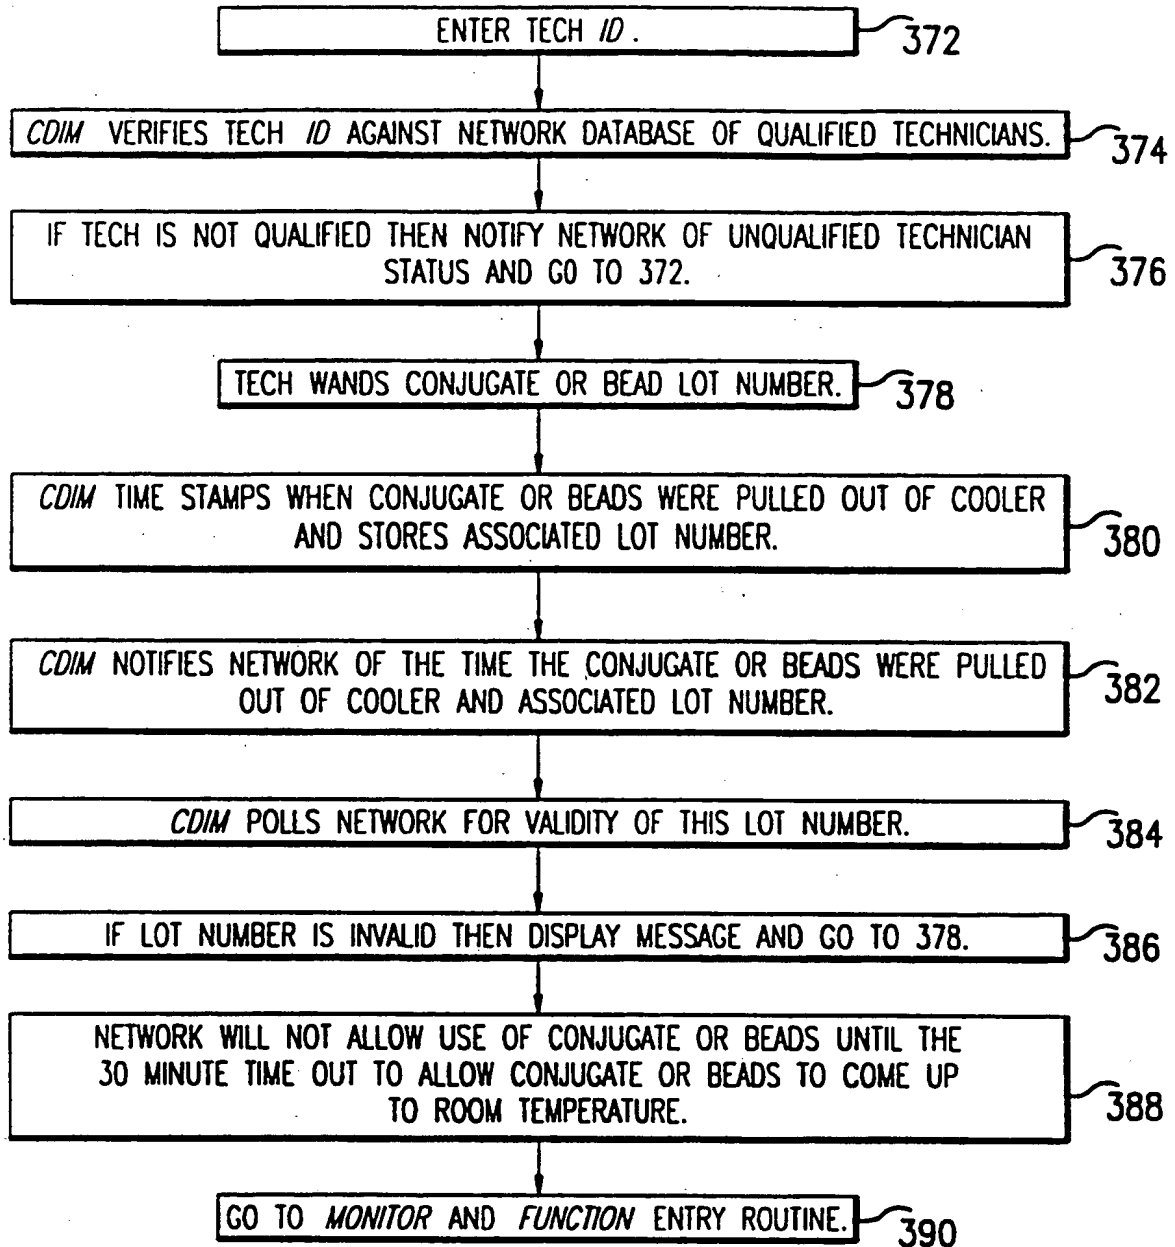 ENTER TECH ID.
372
CDIM VERIFIES TECH ID AGAINST NETWORK DATABASE OF QUALIFIED TECHNICIANS.
374
IF TECH IS NOT QUALIFIED THEN NOTIFY NETWORK OF UNQUALIFIED TECHNICIAN
STATUS AND GO TO 372.
376
TECH WANDS CONJUGATE OR BEAD LOT NUMBER.
378
CDIM TIME STAMPS WHEN CONJUGATE OR BEADS WERE PULLED OUT OF COOLER
AND STORES ASSOCIATED LOT NUMBER.
380
CDIM NOTIFIES NETWORK OF THE TIME THE CONJUGATE OR BEADS WERE PULLED
OUT OF COOLER AND ASSOCIATED LOT NUMBER.
382
CDIM POLLS NETWORK FOR VALIDITY OF THIS LOT NUMBER.
384
IF LOT NUMBER IS INVALID THEN DISPLAY MESSAGE AND GO TO 378.
386
NETWORK WILL NOT ALLOW USE OF CONJUGATE OR BEADS UNTIL THE
30 MINUTE TIME OUT TO ALLOW CONJUGATE OR BEADS TO COME UP
TO ROOM TEMPERATURE.
388
GO TO MONITOR AND FUNCTION ENTRY ROUTINE.
390